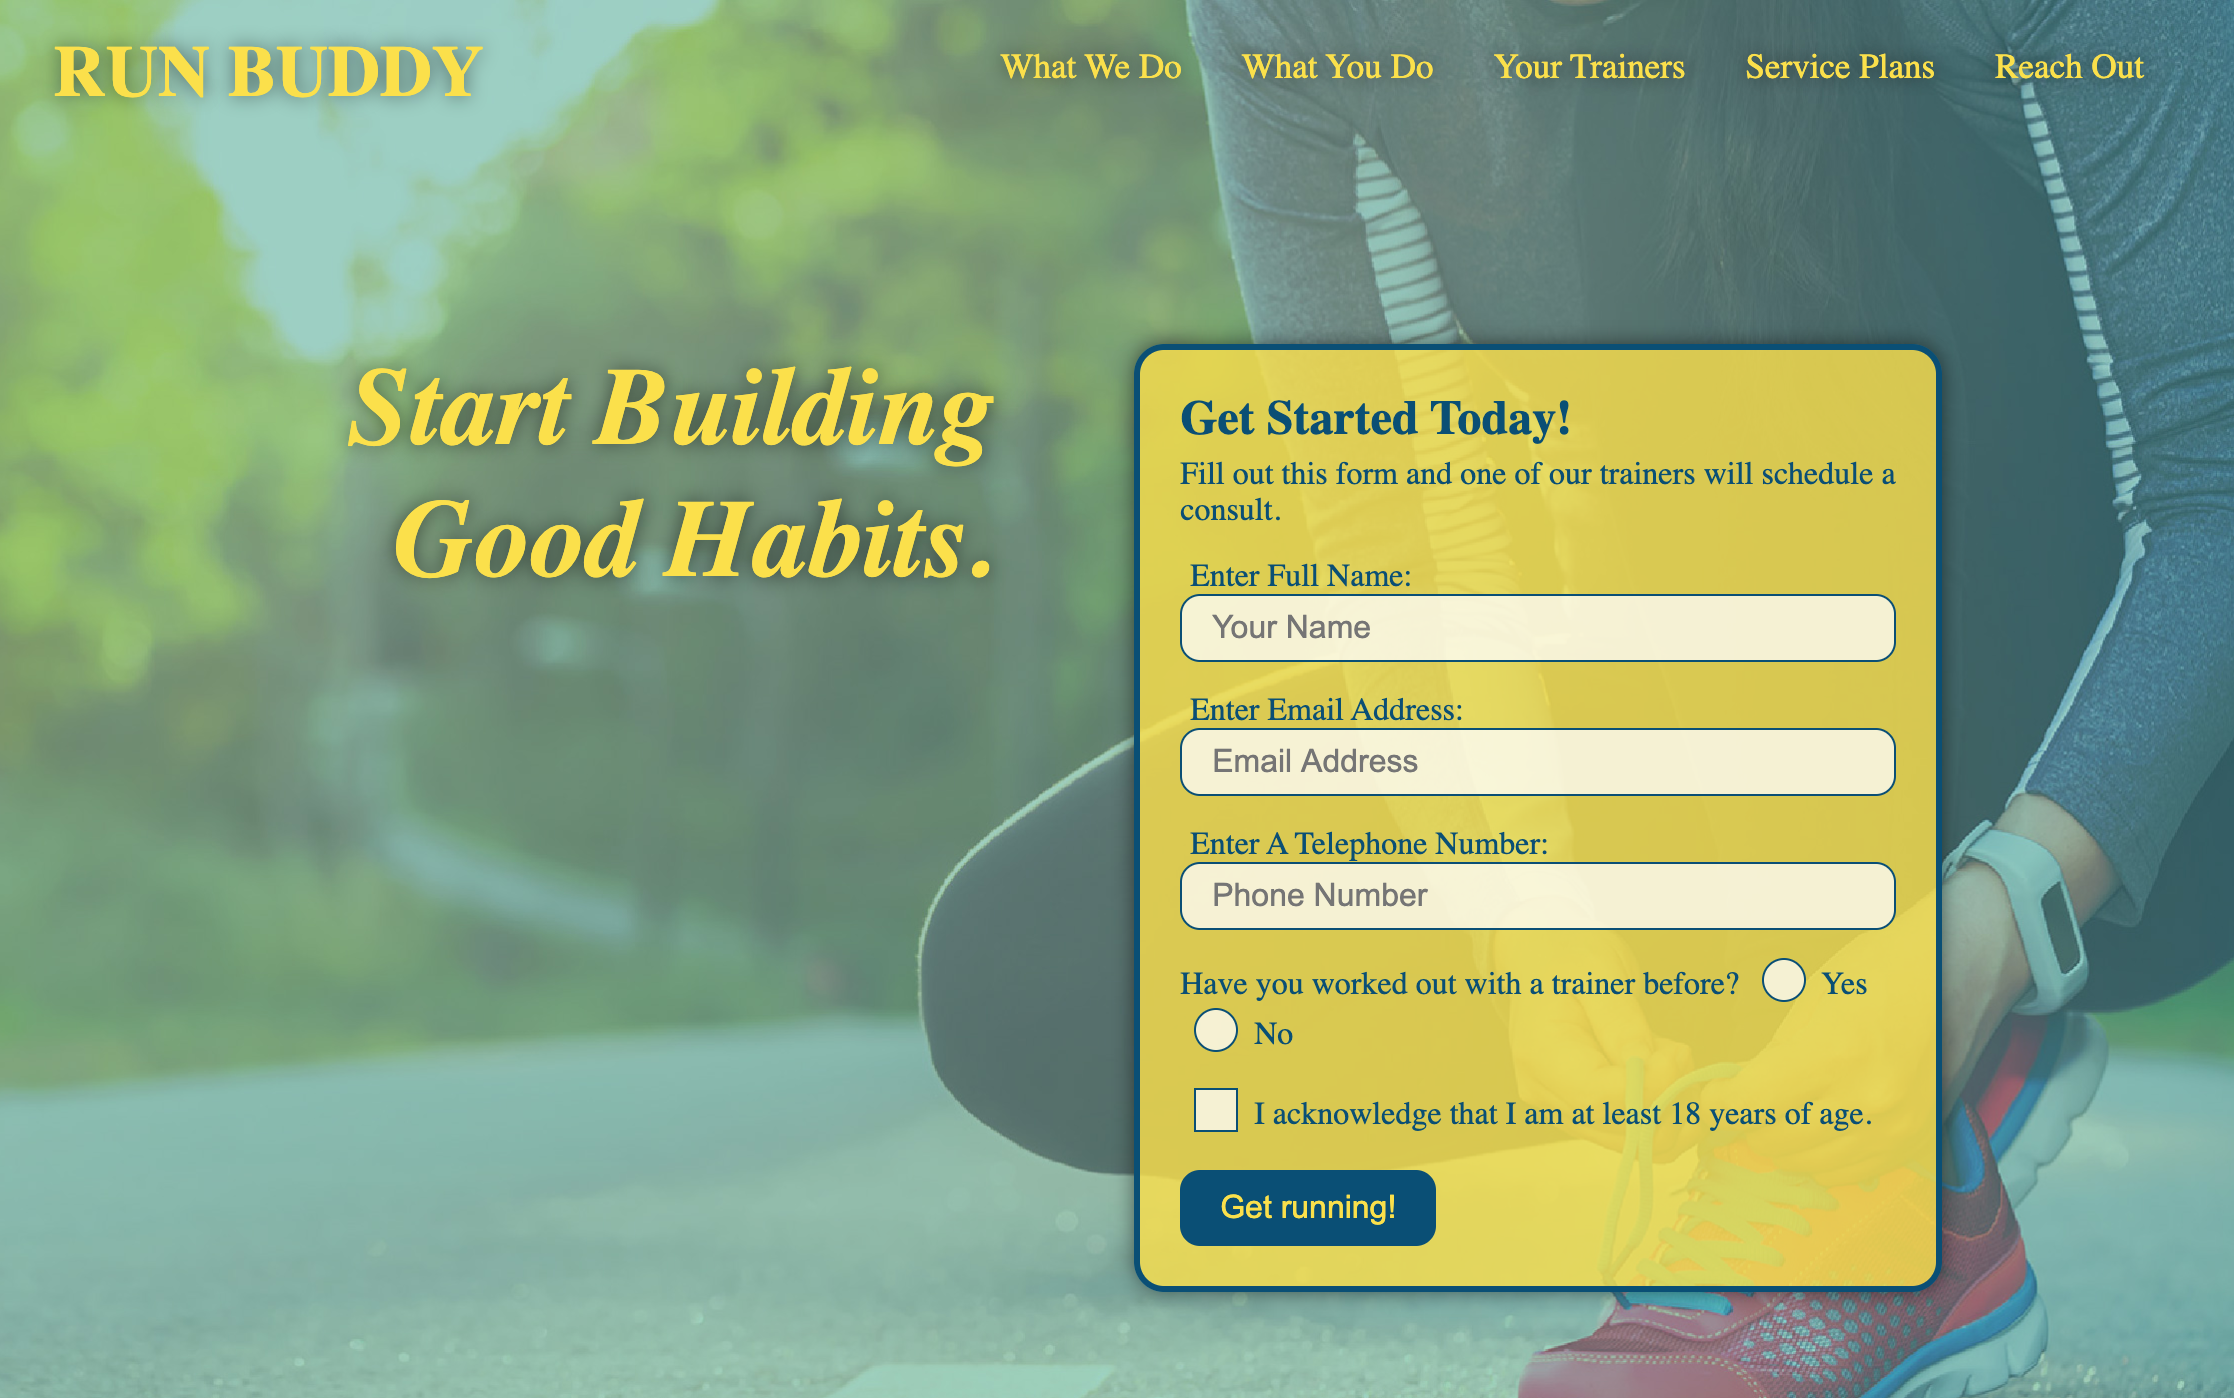 RUN BUDDY
What We Do
What You Do
Your Trainers
Service Plans
Reach Out
Start Building
Good Habits.
Get Started Today!
Fill out this form and one of our trainers will schedule a
consult.
Enter Full Name:
Your Name
Enter Email Address:
Email Address
Enter A Telephone Number:
Phone Number
Have you worked out with a trainer before? Yes
No
I acknowledge that I am at least 18 years of age.
Get running!